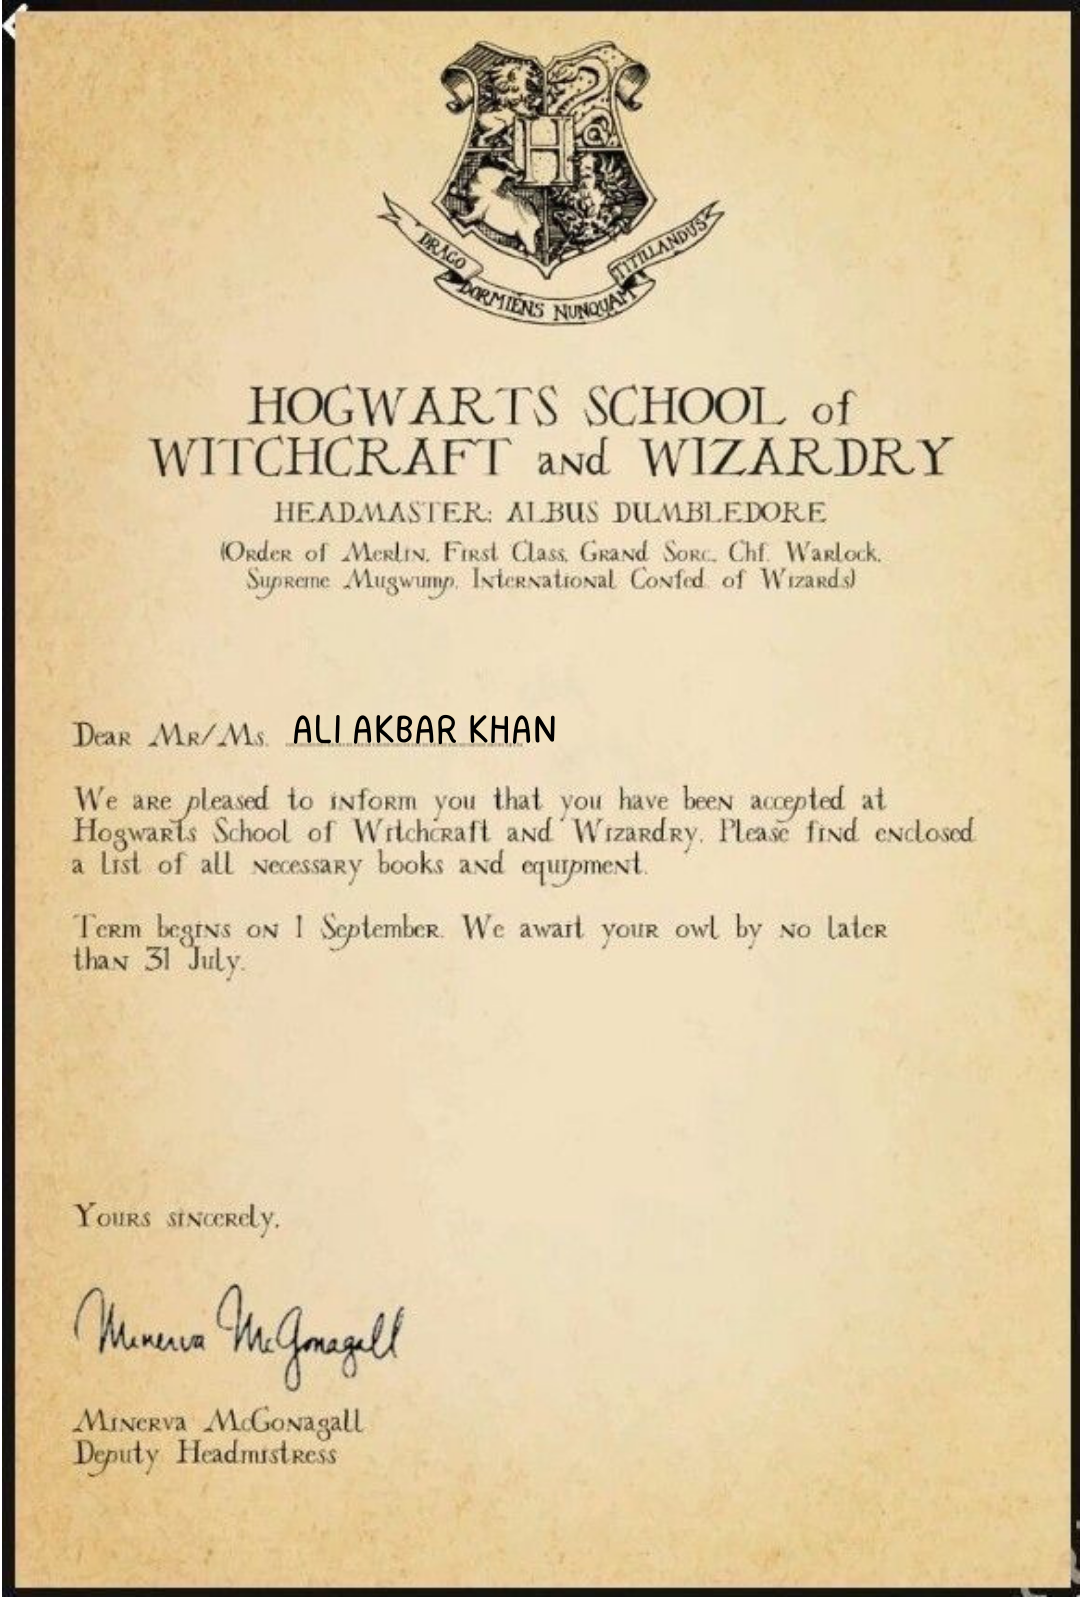 DRACO DORMIENS NUNQUAM TITILLANDUS
HOGWARTS SCHOOL of
WITCHCRAFT and WIZARDRY
HEADMASTER: ALBUS DUMBLEDORE
(Order of Merlin, First Class, Grand Sorc., Chf. Warlock,
Supreme Mugwump, International Confed. of Wizards)
Dear Mr/Ms. ALI AKBAR KHAN
We are pleased to inform you that you have been accepted at
Hogwarts School of Witchcraft and Wizardry. Please find enclosed
a list of all necessary books and equipment.
Term begins on 1 September. We await your owl by no later
than 31 July.
Yours sincerely,
Minerva McGonagall
Minerva McGonagall
Deputy Headmistress